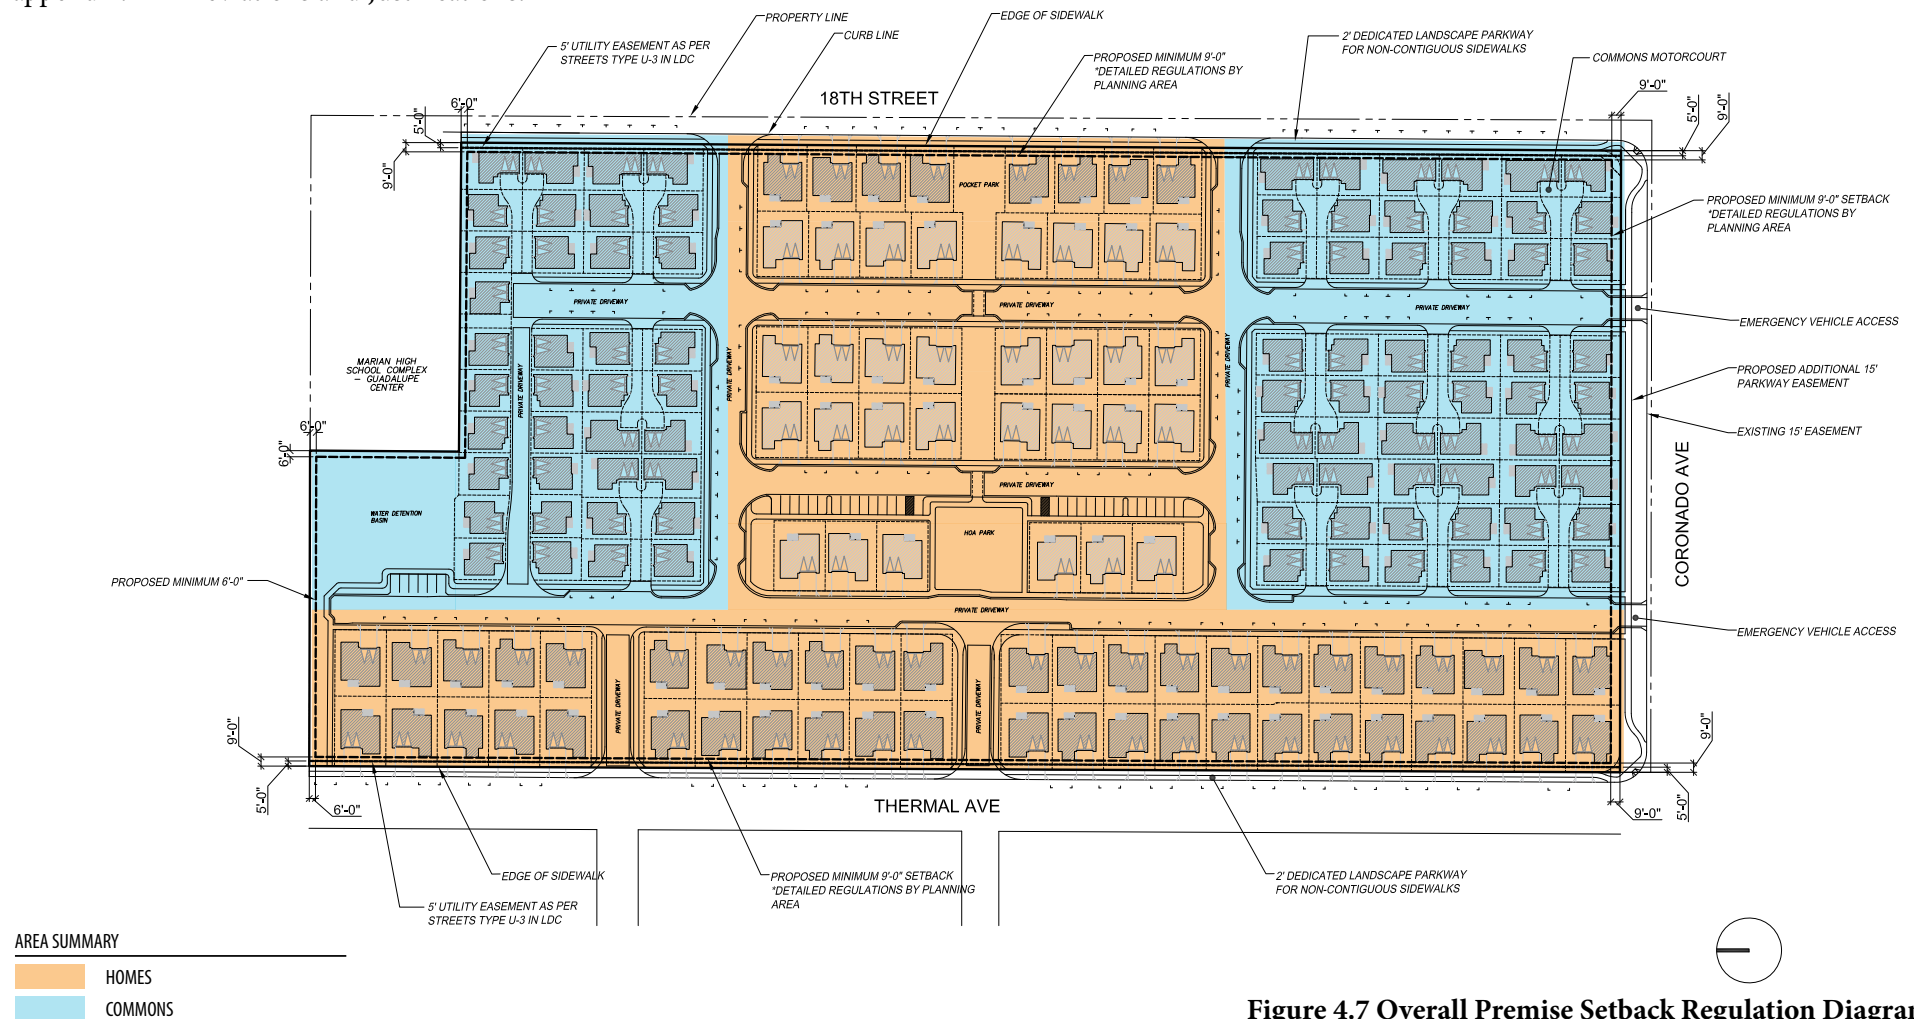 PROPERTY LINE
EDGE OF SIDEWALK
CURB LINE
5' UTILITY EASEMENT AS PER
STREETS TYPE U-3 IN LDC
PROPOSED MINIMUM 9'-0"
*DETAILED REGULATIONS BY
PLANNING AREA
2' DEDICATED LANDSCAPE PARKWAY
FOR NON-CONTIGUOUS SIDEWALKS
COMMONS MOTORCOURT
18TH STREET
6'-0"
5'-0"
9'-0"
9'-0"
5'-0"
9'-0"
POCKET PARK
PROPOSED MINIMUM 9'-0" SETBACK
*DETAILED REGULATIONS BY
PLANNING AREA
PRIVATE DRIVEWAY
PRIVATE DRIVEWAY
PRIVATE DRIVEWAY
EMERGENCY VEHICLE ACCESS
MARIAN HIGH
SCHOOL COMPLEX
– GUADALUPE
CENTER
PRIVATE DRIVEWAY
PRIVATE DRIVEWAY
PRIVATE DRIVEWAY
PROPOSED ADDITIONAL 15'
PARKWAY EASEMENT
6'-0"
6'-0"
EXISTING 15' EASEMENT
CORONADO AVE
PRIVATE DRIVEWAY
WATER DETENTION
BASIN
HOA PARK
PROPOSED MINIMUM 6'-0"
PRIVATE DRIVEWAY
EMERGENCY VEHICLE ACCESS
PRIVATE DRIVEWAY
PRIVATE DRIVEWAY
9'-0"
5'-0"
6'-0"
THERMAL AVE
9'-0"
9'-0"
5'-0"
EDGE OF SIDEWALK
PROPOSED MINIMUM 9'-0" SETBACK
*DETAILED REGULATIONS BY PLANNING
AREA
2' DEDICATED LANDSCAPE PARKWAY
FOR NON-CONTIGUOUS SIDEWALKS
5' UTILITY EASEMENT AS PER
STREETS TYPE U-3 IN LDC
AREA SUMMARY
HOMES
COMMONS
Figure 4.7 Overall Premise Setback Regulation Diagram